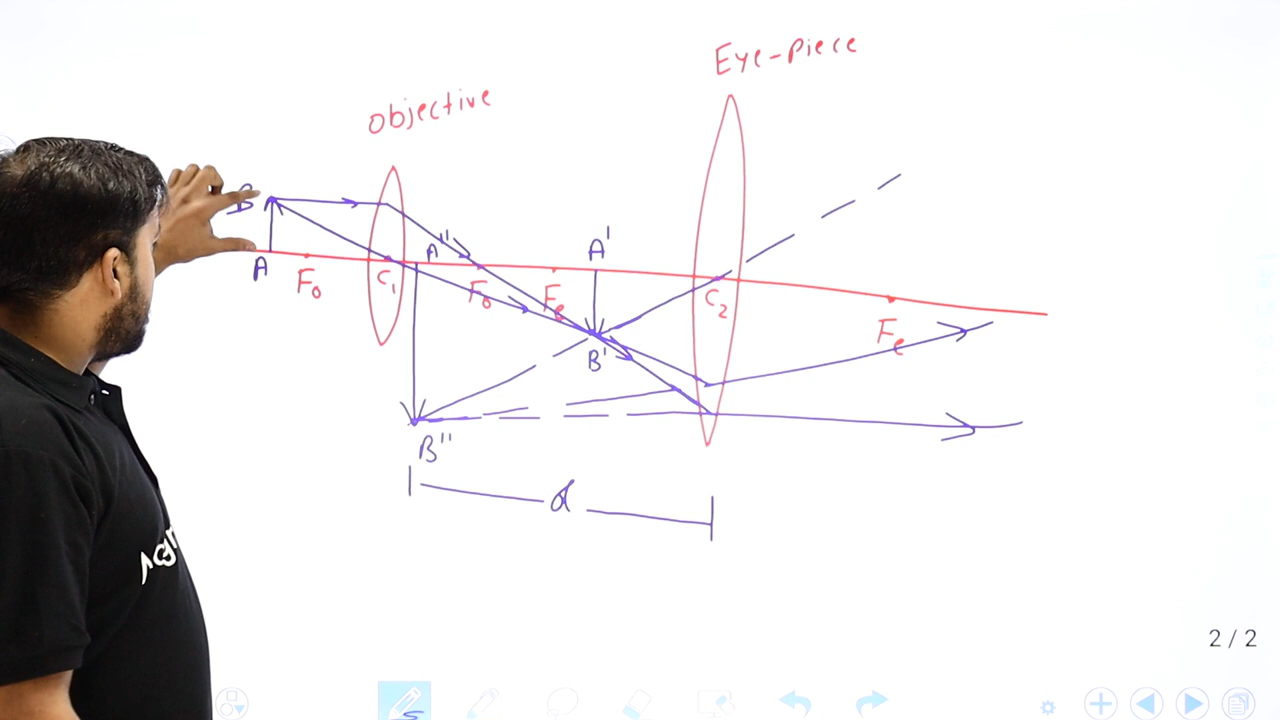 Eye-piece
objective
B
A
F₀
C₁
A"
F₀
Fe
A'
B'
C₂
Fe
B"
d
2 / 2